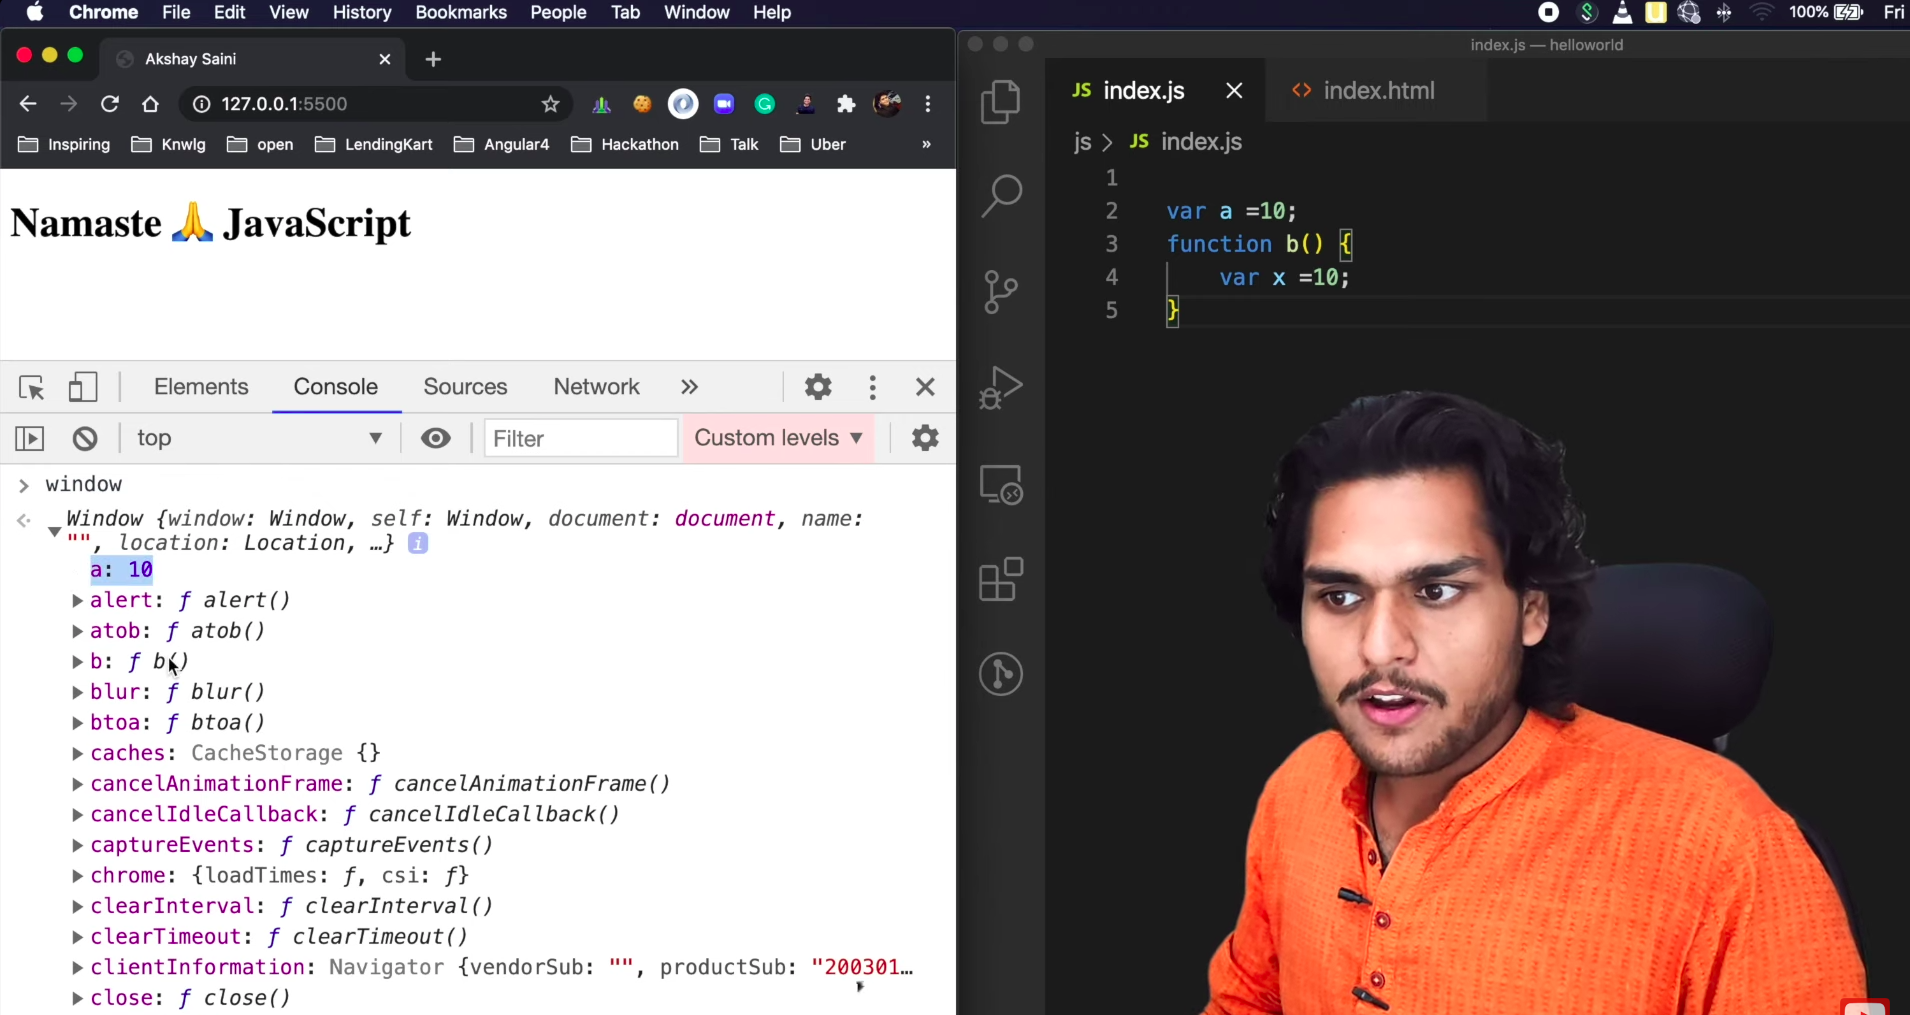 Chrome File Edit View History Bookmarks People Tab Window Help 100% Fri
Akshay Saini
127.0.0.1:5500
Inspiring Knwlg open LendingKart Angular4 Hackathon Talk Uber »
Namaste 🙏 JavaScript
Elements Console Sources Network »
top Filter Custom levels
> window
Window {window: Window, self: Window, document: document, name:
"", location: Location, …} i
a: 10
alert: ƒ alert()
atob: ƒ atob()
b: ƒ b()
blur: ƒ blur()
btoa: ƒ btoa()
caches: CacheStorage {}
cancelAnimationFrame: ƒ cancelAnimationFrame()
cancelIdleCallback: ƒ cancelIdleCallback()
captureEvents: ƒ captureEvents()
chrome: {loadTimes: ƒ, csi: ƒ}
clearInterval: ƒ clearInterval()
clearTimeout: ƒ clearTimeout()
clientInformation: Navigator {vendorSub: "", productSub: "200301…
close: ƒ close()
index.js — helloworld
JS index.js <> index.html
js > JS index.js
1
2 var a =10;
3 function b() {
4 var x =10;
5 }